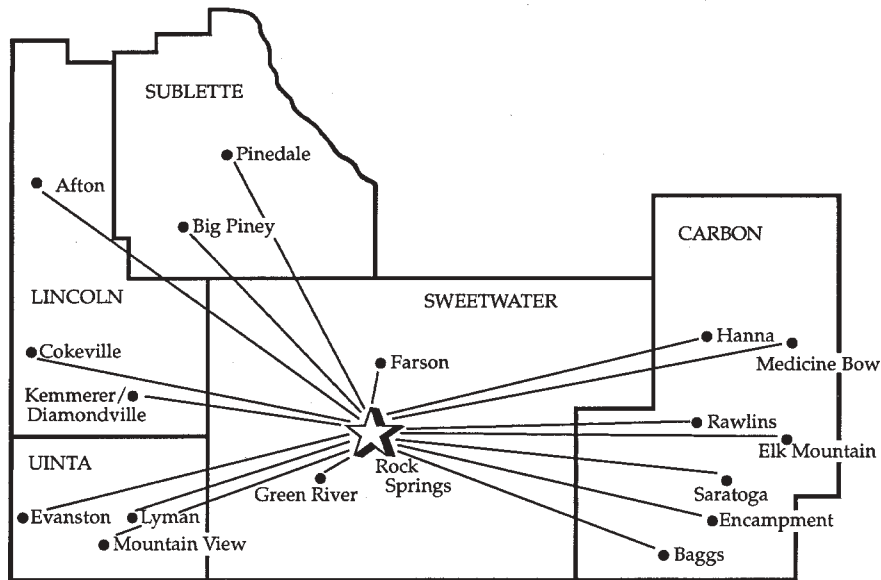 SUBLETTE
Pinedale
Afton
Big Piney
CARBON
LINCOLN
SWEETWATER
Hanna
Cokeville
Farson
Medicine Bow
Kemmerer/
Diamondville
Rawlins
Elk Mountain
UINTA
Rock
Springs
Green River
Saratoga
Evanston
Lyman
Encampment
Mountain View
Baggs